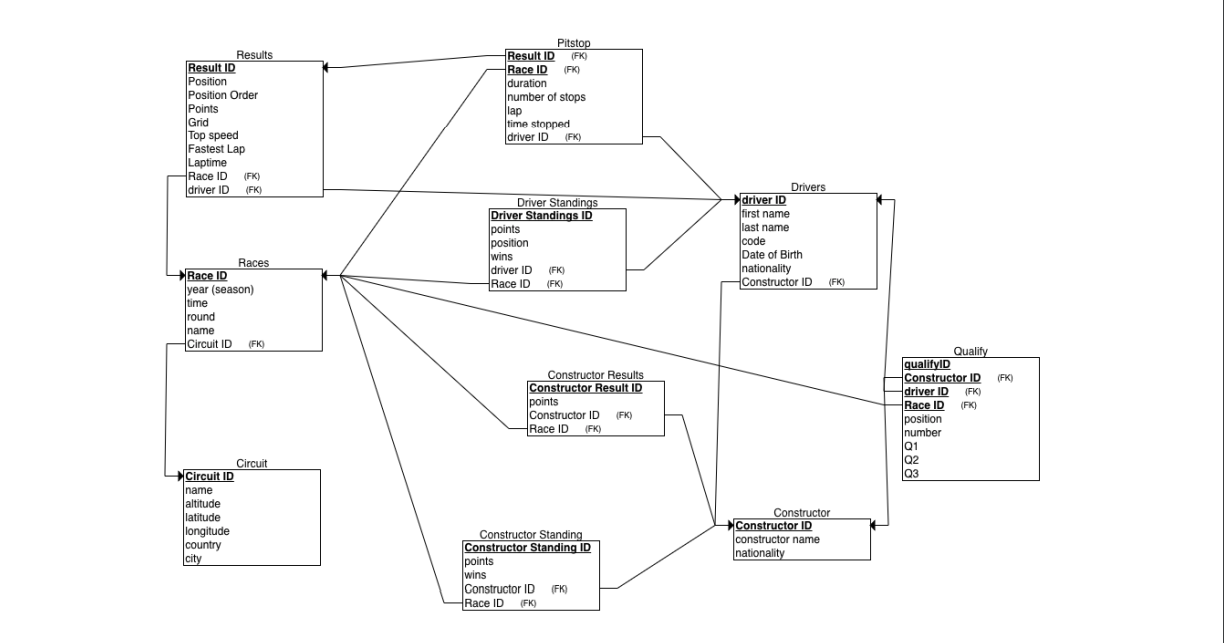 Results
Result ID
Position
Position Order
Points
Grid
Top speed
Fastest Lap
Laptime
Race ID (FK)
driver ID (FK)
Pitstop
Result ID (FK)
Race ID (FK)
duration
number of stops
lap
time stopped
driver ID (FK)
Driver Standings
Driver Standings ID
points
position
wins
driver ID (FK)
Race ID (FK)
Drivers
driver ID
first name
last name
code
Date of Birth
nationality
Constructor ID (FK)
Races
Race ID
year (season)
time
round
name
Circuit ID (FK)
Constructor Results
Constructor Result ID
points
Constructor ID (FK)
Race ID (FK)
Qualify
qualifyID
Constructor ID (FK)
driver ID (FK)
Race ID (FK)
position
number
Q1
Q2
Q3
Circuit
Circuit ID
name
altitude
latitude
longitude
country
city
Constructor Standing
Constructor Standing ID
points
wins
Constructor ID (FK)
Race ID (FK)
Constructor
Constructor ID
constructor name
nationality